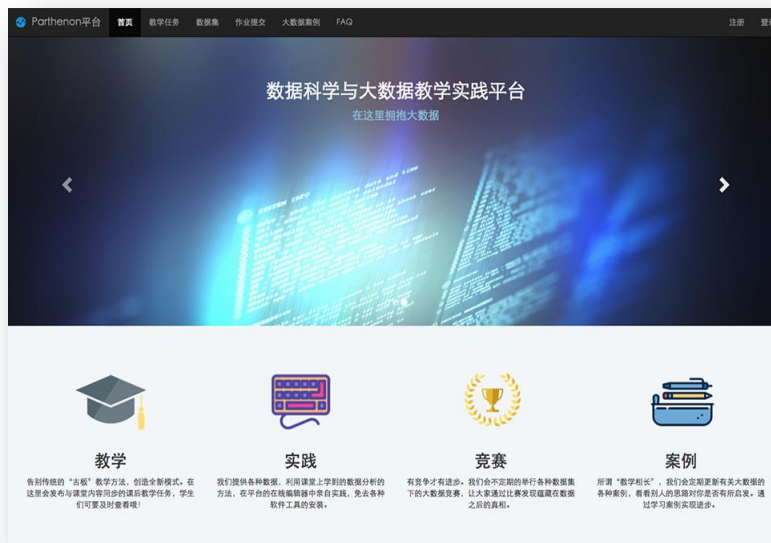 Parthenon平台 首页 教学任务 数据集 作业提交 大数据案例 FAQ 注册
数据科学与大数据教学实践平台
在这里拥抱大数据
教学
告别传统的“古板”教学方法，创造全新模式。在
这里会发布与课堂内容同步的课后教学任务，学生
们可要及时查看哦！
实践
我们提供各种数据，利用课堂上学到的数据分析的
方法，在平台的在线编辑器中亲自实践，免去各种
软件工具的安装。
竞赛
有竞争才有进步。我们会不定期的举行各种数据集
下的大数据竞赛，让大家通过比赛发现蕴藏在数据
之后的真相。
案例
所谓“教学相长”，我们会定期更新有关大数据的
各种案例，看看别人的思路对你是否有所启发。通
过学习案例实现进步。